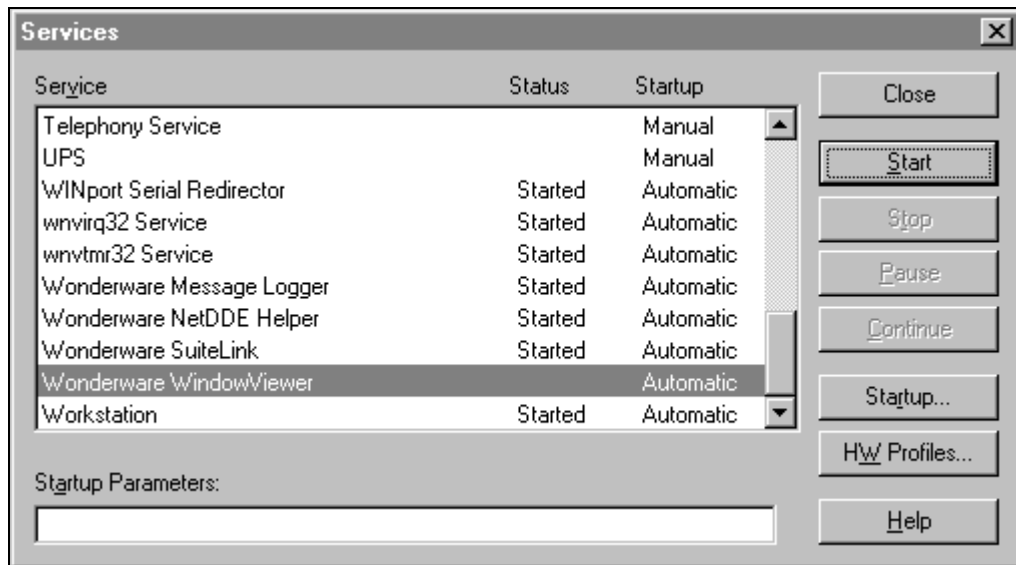 Services
Service Status Startup
Telephony Service Manual
UPS Manual
WINport Serial Redirector Started Automatic
wnvirq32 Service Started Automatic
wnvtmr32 Service Started Automatic
Wonderware Message Logger Started Automatic
Wonderware NetDDE Helper Started Automatic
Wonderware SuiteLink Started Automatic
Wonderware WindowViewer Automatic
Workstation Started Automatic
Startup Parameters:
Close
Start
Stop
Pause
Continue
Startup...
HW Profiles...
Help